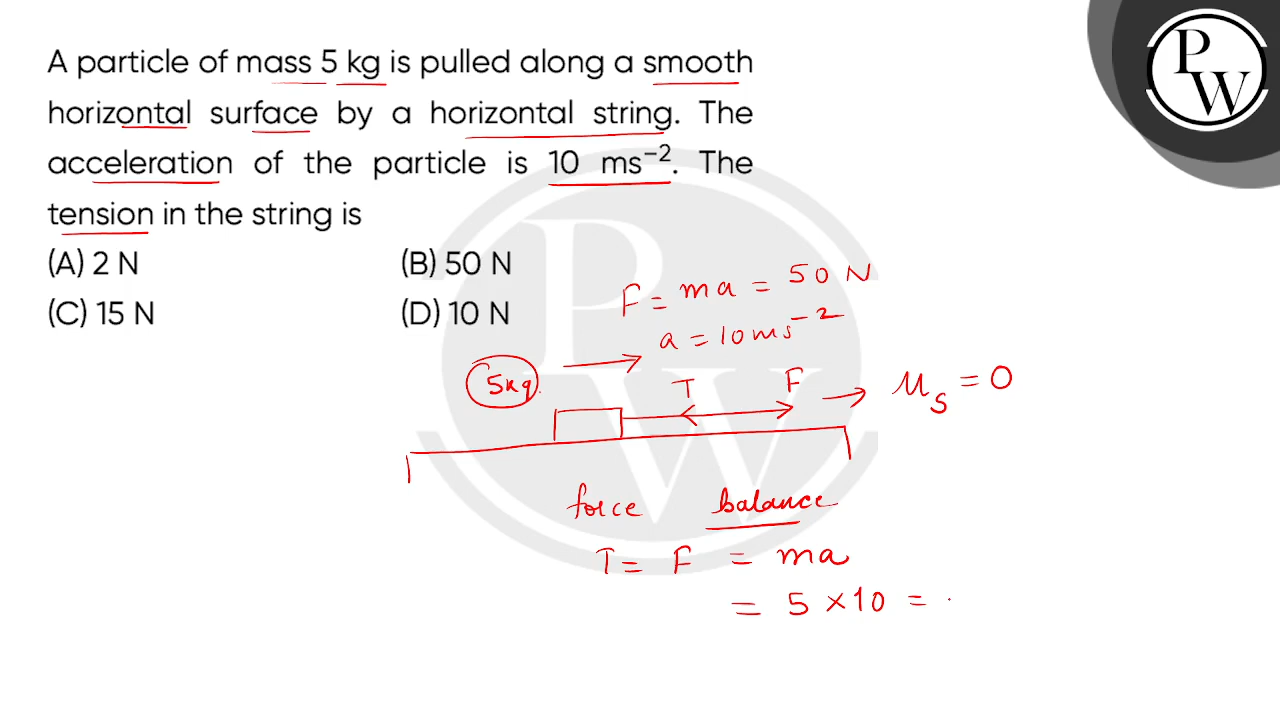 A particle of mass 5 kg is pulled along a smooth
horizontal surface by a horizontal string. The
acceleration of the particle is 10 ms⁻². The
tension in the string is
(A) 2 N (B) 50 N
(C) 15 N (D) 10 N
F = ma = 50 N
a = 10 ms⁻²
5kg T F → μₛ = 0
force balance
T = F = ma
= 5 × 10 =
PW
PW